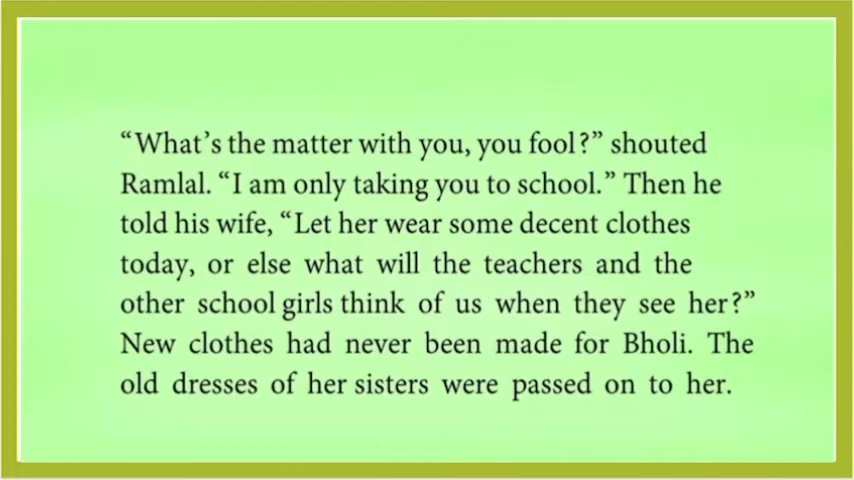 “What’s the matter with you, you fool?” shouted
Ramlal. “I am only taking you to school.” Then he
told his wife, “Let her wear some decent clothes
today, or else what will the teachers and the
other school girls think of us when they see her?”
New clothes had never been made for Bholi. The
old dresses of her sisters were passed on to her.